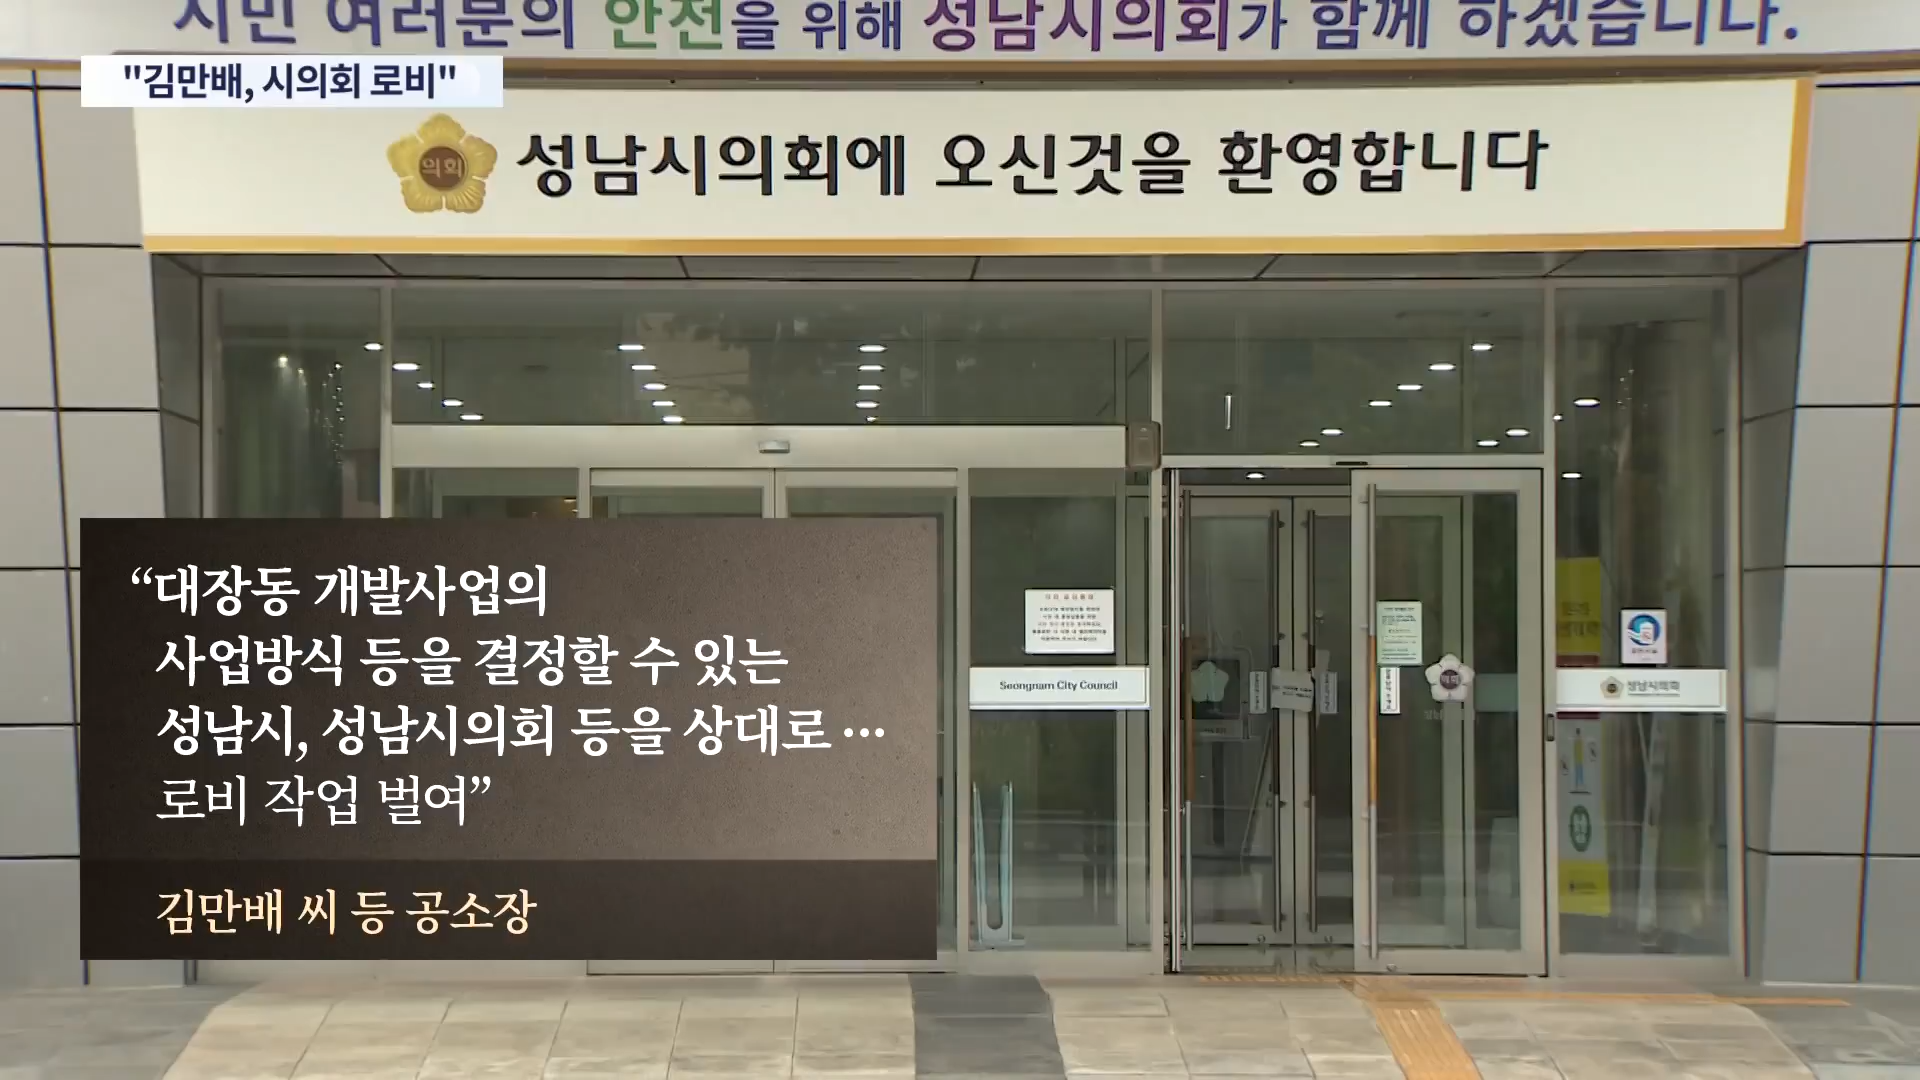 시민 여러분의 안전을 위해 성남시의회가 함께 하겠습니다.
"김만배, 시의회 로비"
의회
성남시의회에 오신것을 환영합니다
“대장동 개발사업의
사업방식 등을 결정할 수 있는
성남시, 성남시의회 등을 상대로 …
로비 작업 벌여”
김만배 씨 등 공소장
Seongnam City Council
성남시의회